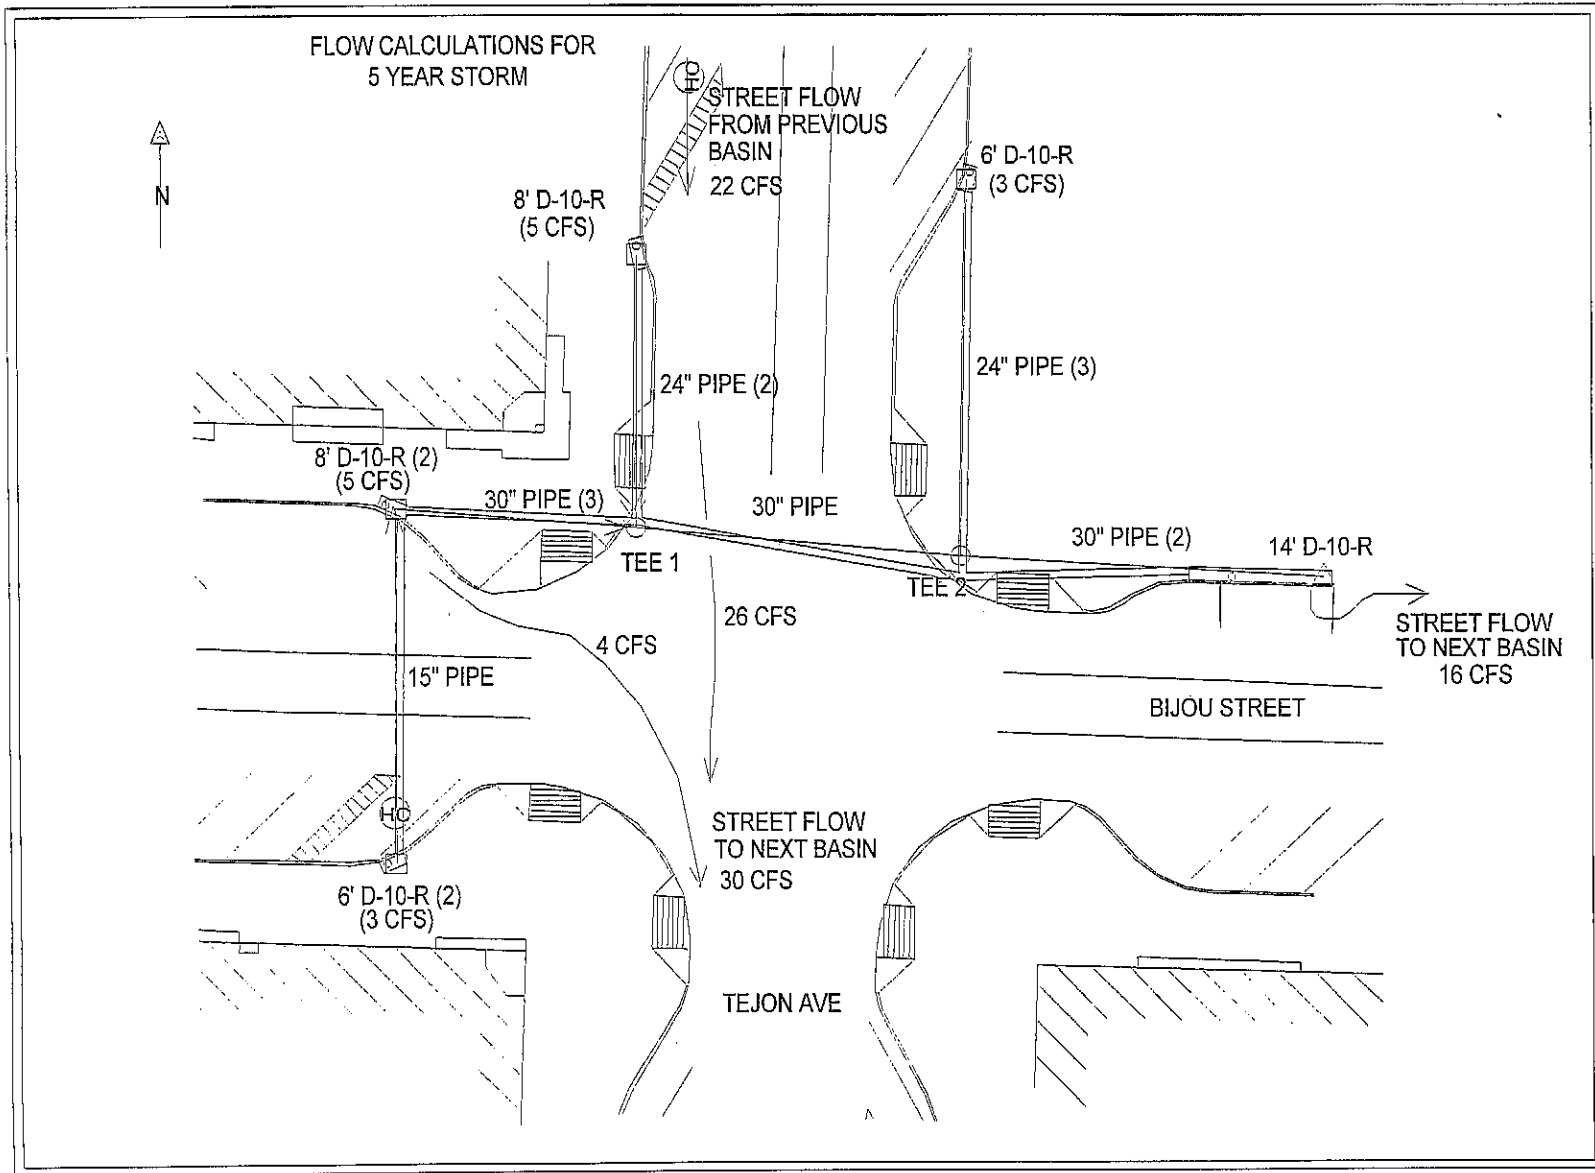 FLOW CALCULATIONS FOR
5 YEAR STORM
N
STREET FLOW
FROM PREVIOUS
BASIN
22 CFS
8' D-10-R
(5 CFS)
6' D-10-R
(3 CFS)
24" PIPE (2)
24" PIPE (3)
8' D-10-R (2)
(5 CFS)
30" PIPE (3)
30" PIPE
30" PIPE (2)
14' D-10-R
TEE 1
TEE 2
26 CFS
4 CFS
STREET FLOW
TO NEXT BASIN
16 CFS
15" PIPE
BIJOU STREET
STREET FLOW
TO NEXT BASIN
30 CFS
6' D-10-R (2)
(3 CFS)
TEJON AVE